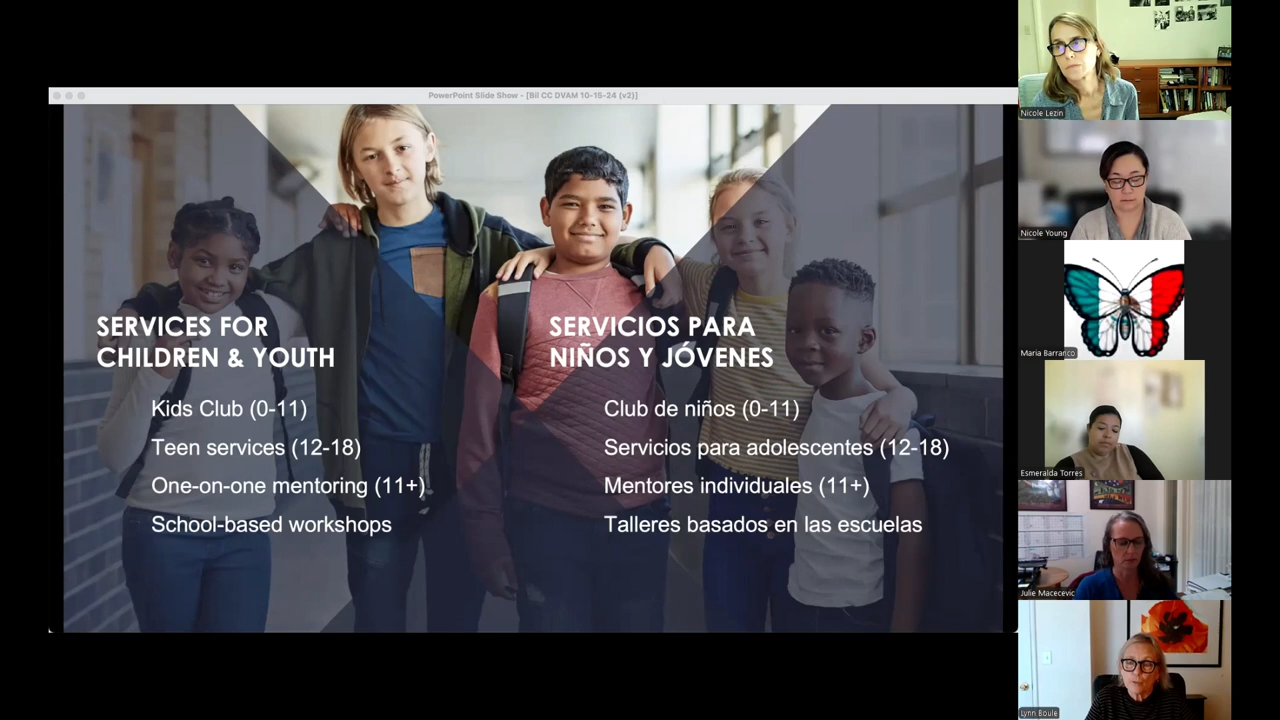 PowerPoint Slide Show - [Bil CC DVAM 10-15-24 (v2)]
SERVICES FOR
CHILDREN & YOUTH
Kids Club (0-11)
Teen services (12-18)
One-on-one mentoring (11+)
School-based workshops
SERVICIOS PARA
NIÑOS Y JÓVENES
Club de niños (0-11)
Servicios para adolescentes (12-18)
Mentores individuales (11+)
Talleres basados en las escuelas
Nicole Lezin
Nicole Young
Maria Barranco
Esmeralda Torres
Julie Macecevic
Lynn Boule